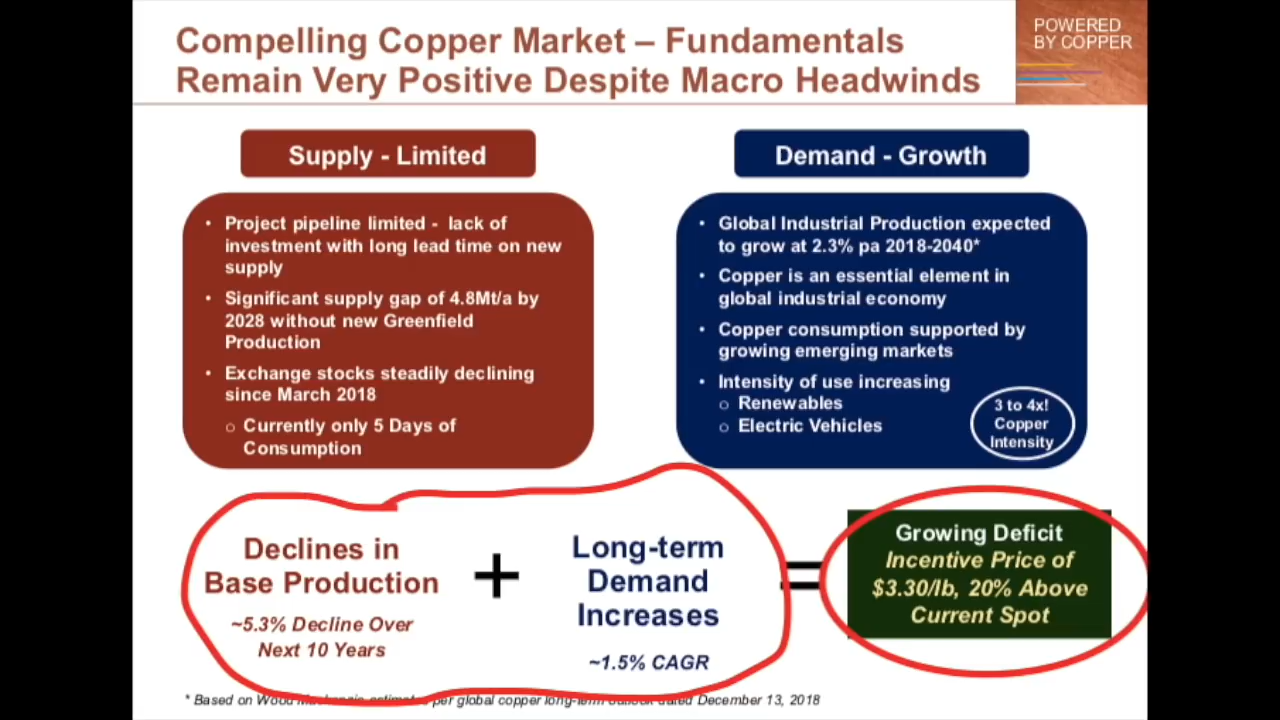 Compelling Copper Market – Fundamentals
Remain Very Positive Despite Macro Headwinds
POWERED
BY COPPER
Supply - Limited
• Project pipeline limited - lack of
investment with long lead time on new
supply
• Significant supply gap of 4.8Mt/a by
2028 without new Greenfield
Production
• Exchange stocks steadily declining
since March 2018
o Currently only 5 Days of
Consumption
Demand - Growth
• Global Industrial Production expected
to grow at 2.3% pa 2018-2040*
• Copper is an essential element in
global industrial economy
• Copper consumption supported by
growing emerging markets
• Intensity of use increasing
o Renewables
o Electric Vehicles
3 to 4x!
Copper
Intensity
Declines in
Base Production
~5.3% Decline Over
Next 10 Years
+
Long-term
Demand
Increases
~1.5% CAGR
=
Growing Deficit
Incentive Price of
$3.30/lb, 20% Above
Current Spot
* Based on Wood Mackenzie estimates per global copper long-term outlook dated December 13, 2018